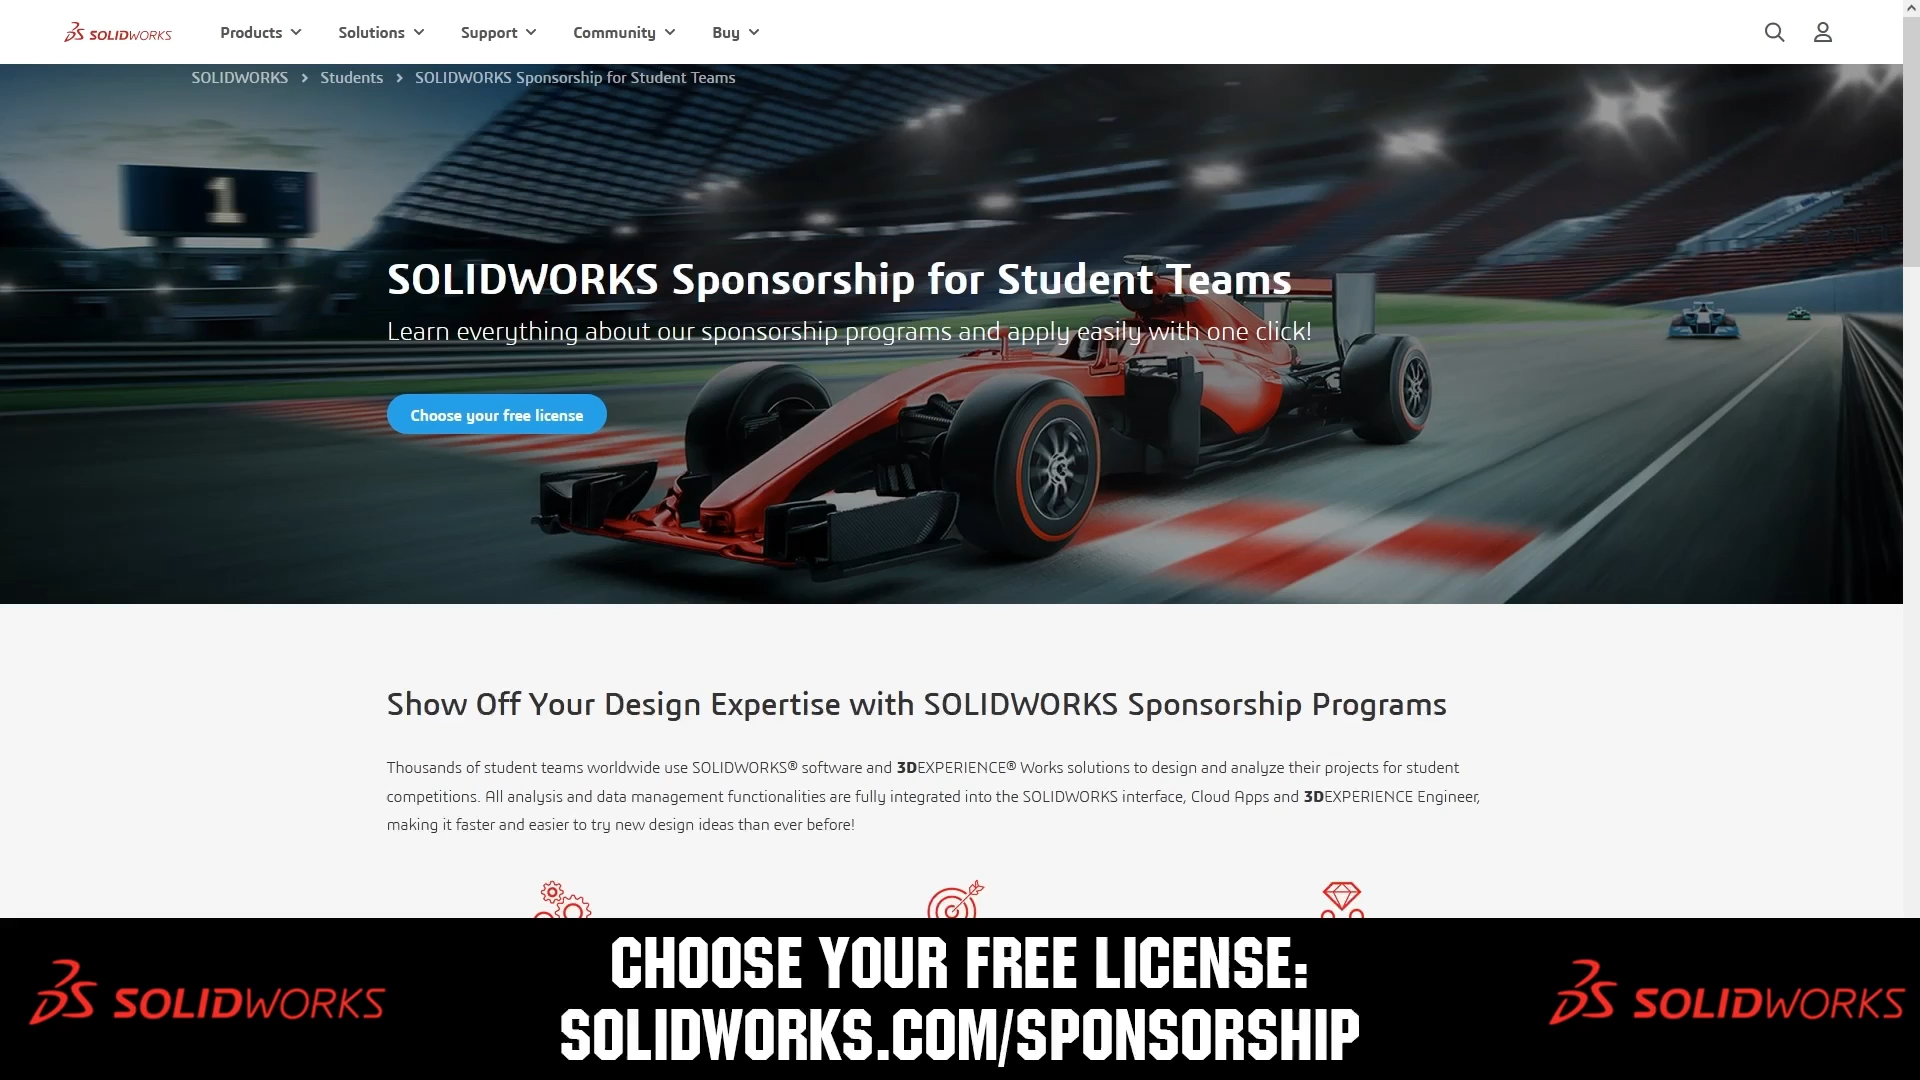 SOLIDWORKS
Products
Solutions
Support
Community
Buy
SOLIDWORKS > Students > SOLIDWORKS Sponsorship for Student Teams
1
SOLIDWORKS Sponsorship for Student Teams
Learn everything about our sponsorship programs and apply easily with one click!
Choose your free license
Show Off Your Design Expertise with SOLIDWORKS Sponsorship Programs
Thousands of student teams worldwide use SOLIDWORKS® software and 3DEXPERIENCE® Works solutions to design and analyze their projects for student
competitions. All analysis and data management functionalities are fully integrated into the SOLIDWORKS interface, Cloud Apps and 3DEXPERIENCE Engineer,
making it faster and easier to try new design ideas than ever before!
SOLIDWORKS
CHOOSE YOUR FREE LICENSE:
SOLIDWORKS.COM/SPONSORSHIP
SOLIDWORKS